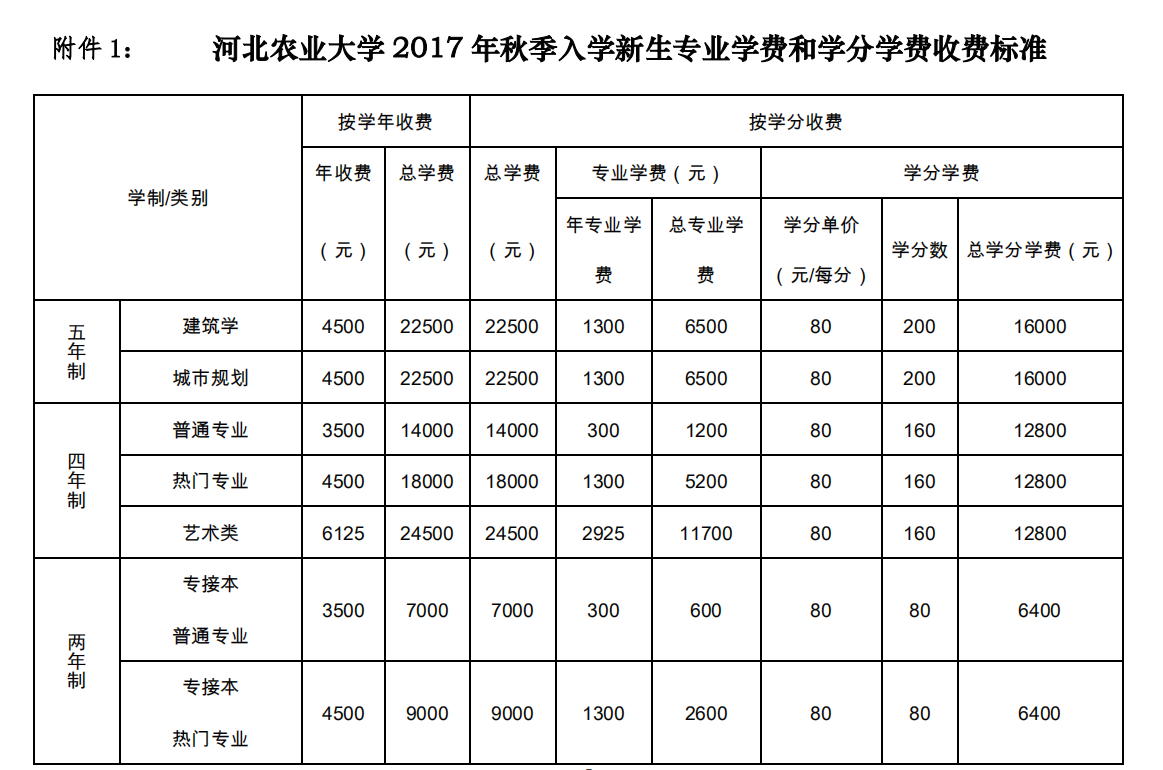 附件 1： 河北农业大学 2017 年秋季入学新生专业学费和学分学费收费标准
学制/类别 按学年收费 按学分收费
年收费（元） 总学费（元） 总学费（元） 专业学费（元） 学分学费
年专业学费 总专业学费 学分单价（元/每分） 学分数 总学分学费（元）
五年制 建筑学 4500 22500 22500 1300 6500 80 200 16000
城市规划 4500 22500 22500 1300 6500 80 200 16000
四年制 普通专业 3500 14000 14000 300 1200 80 160 12800
热门专业 4500 18000 18000 1300 5200 80 160 12800
艺术类 6125 24500 24500 2925 11700 80 160 12800
两年制 专接本普通专业 3500 7000 7000 300 600 80 80 6400
专接本热门专业 4500 9000 9000 1300 2600 80 80 6400